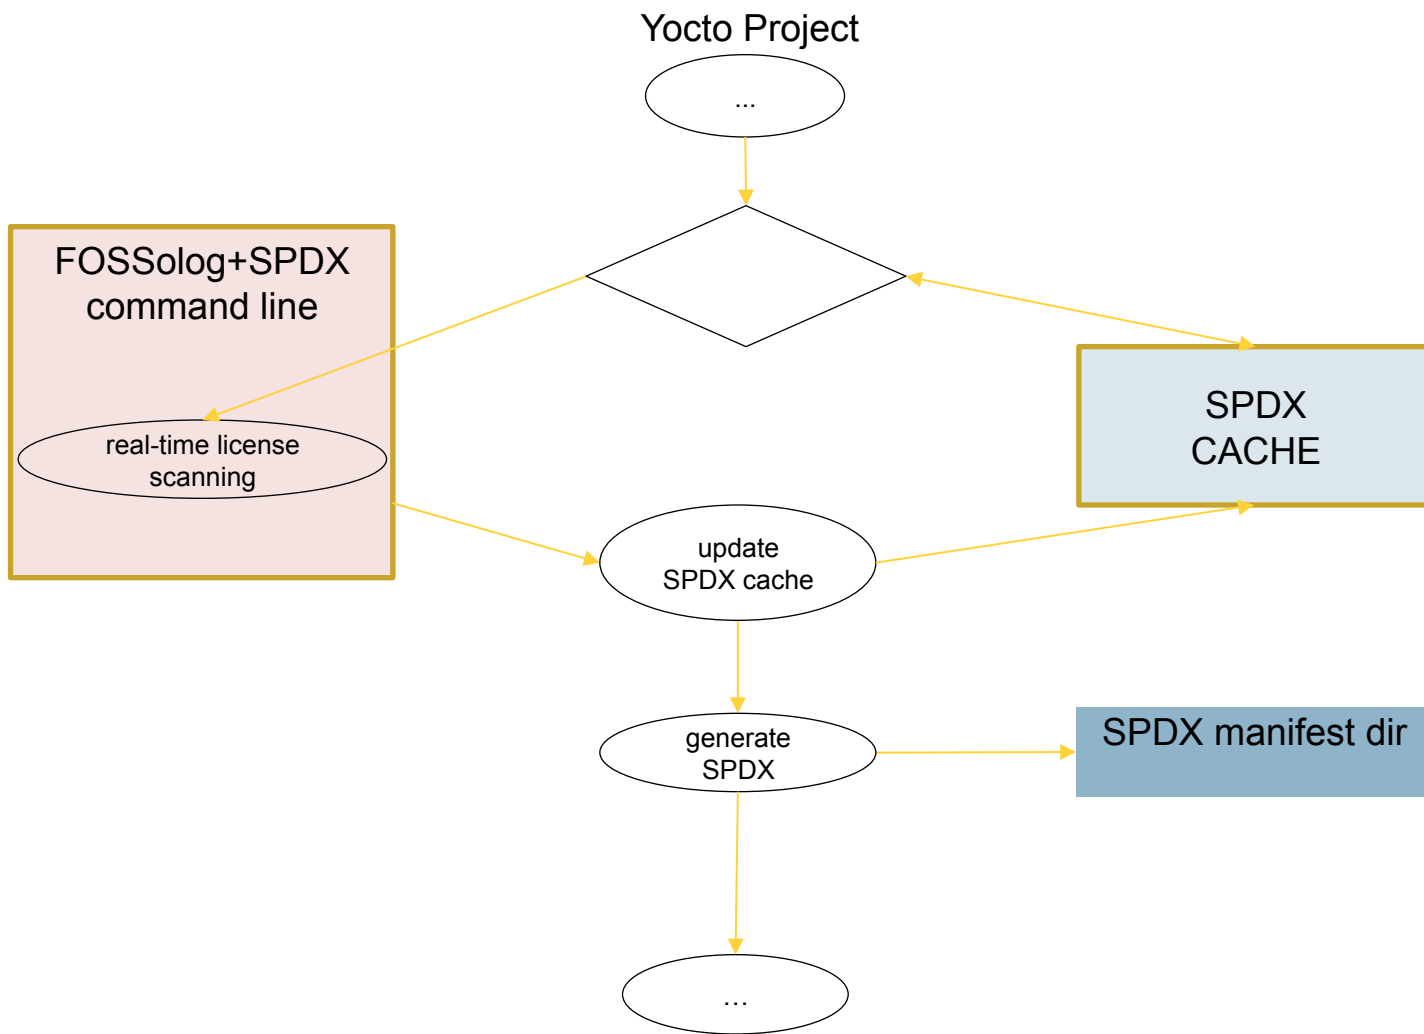 Yocto Project
...
FOSSolog+SPDX
command line
real-time license
scanning
SPDX
CACHE
update
SPDX cache
generate
SPDX
SPDX manifest dir
...